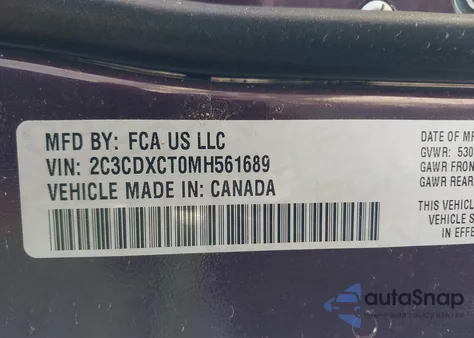 MFD BY: FCA US LLC
VIN: 2C3CDXCT0MH561689
VEHICLE MADE IN: CANADA
DATE OF
GVWR: 530
GAWR FRON
GAWR REAR
THIS VEHICL
VEHICLE S
IN EFFE
autoSnap